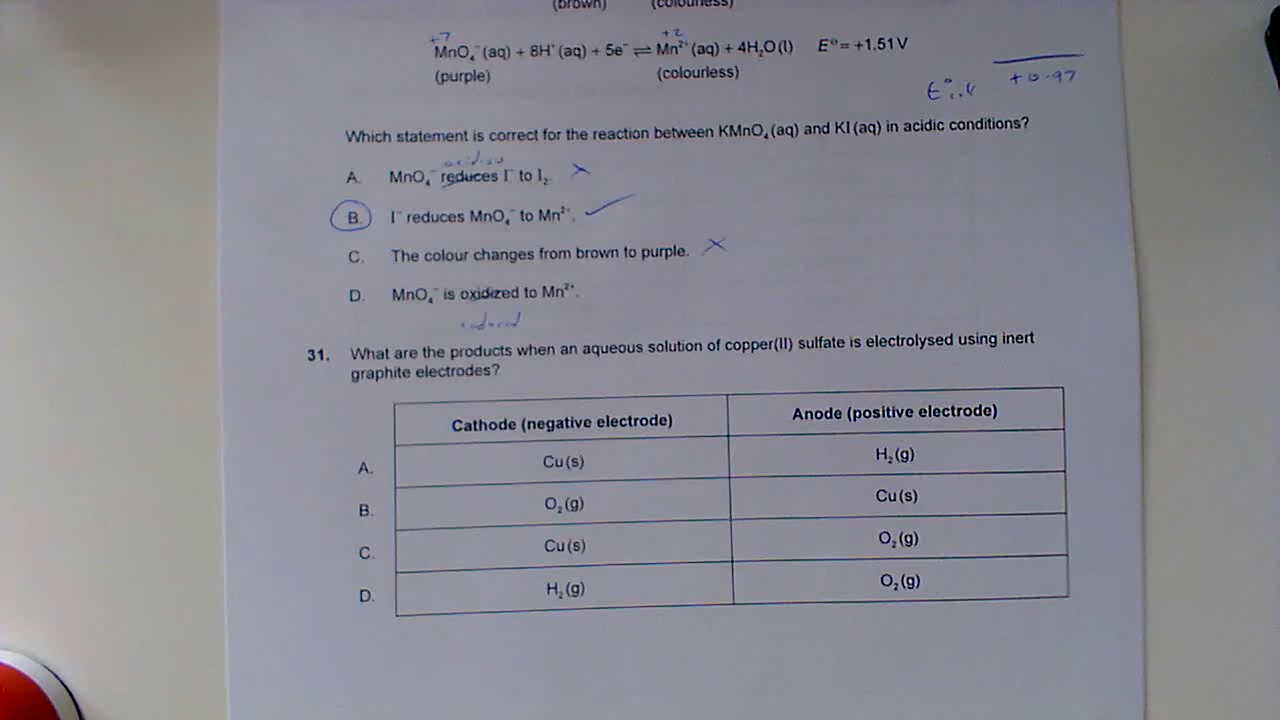 (brown) (colourless)
+7 +2
MnO₄⁻(aq) + 8H⁺(aq) + 5e⁻ ⇌ Mn²⁺(aq) + 4H₂O(l) E⊖ = +1.51 V
(purple) (colourless)
+0.97
Which statement is correct for the reaction between KMnO₄(aq) and KI(aq) in acidic conditions?
A. MnO₄⁻ reduces I⁻ to I₂.
B. I⁻ reduces MnO₄⁻ to Mn²⁺.
C. The colour changes from brown to purple.
D. MnO₄⁻ is oxidized to Mn²⁺.
31. What are the products when an aqueous solution of copper(II) sulfate is electrolysed using inert
graphite electrodes?
Cathode (negative electrode) Anode (positive electrode)
A. Cu(s) H₂(g)
B. O₂(g) Cu(s)
C. Cu(s) O₂(g)
D. H₂(g) O₂(g)